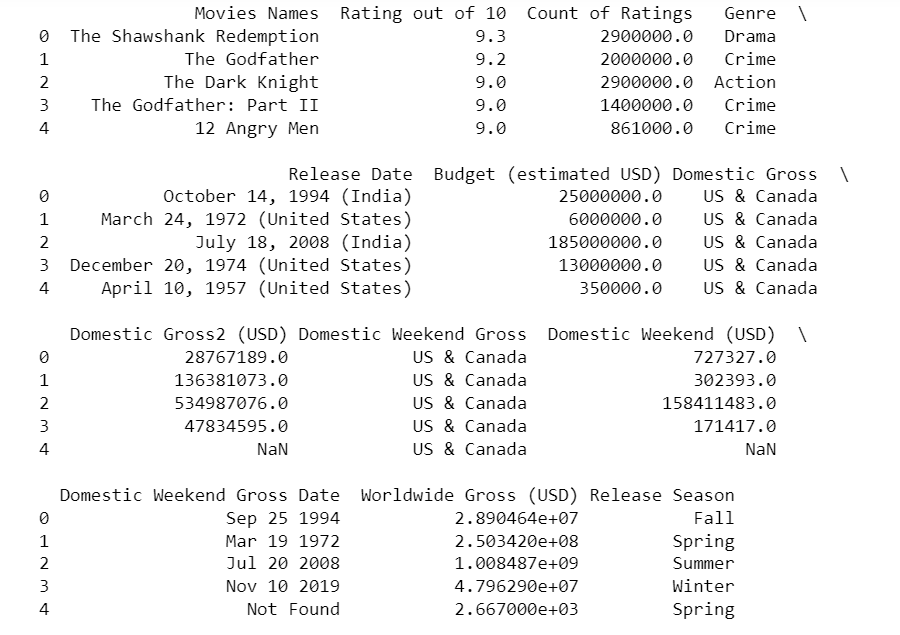 Movies Names Rating out of 10 Count of Ratings Genre \
0 The Shawshank Redemption 9.3 2900000.0 Drama
1 The Godfather 9.2 2000000.0 Crime
2 The Dark Knight 9.0 2900000.0 Action
3 The Godfather: Part II 9.0 1400000.0 Crime
4 12 Angry Men 9.0 861000.0 Crime
Release Date Budget (estimated USD) Domestic Gross \
0 October 14, 1994 (India) 25000000.0 US & Canada
1 March 24, 1972 (United States) 6000000.0 US & Canada
2 July 18, 2008 (India) 185000000.0 US & Canada
3 December 20, 1974 (United States) 13000000.0 US & Canada
4 April 10, 1957 (United States) 350000.0 US & Canada
Domestic Gross2 (USD) Domestic Weekend Gross Domestic Weekend (USD) \
0 28767189.0 US & Canada 727327.0
1 136381073.0 US & Canada 302393.0
2 534987076.0 US & Canada 158411483.0
3 47834595.0 US & Canada 171417.0
4 NaN US & Canada NaN
Domestic Weekend Gross Date Worldwide Gross (USD) Release Season
0 Sep 25 1994 2.890464e+07 Fall
1 Mar 19 1972 2.503420e+08 Spring
2 Jul 20 2008 1.008487e+09 Summer
3 Nov 10 2019 4.796290e+07 Winter
4 Not Found 2.667000e+03 Spring